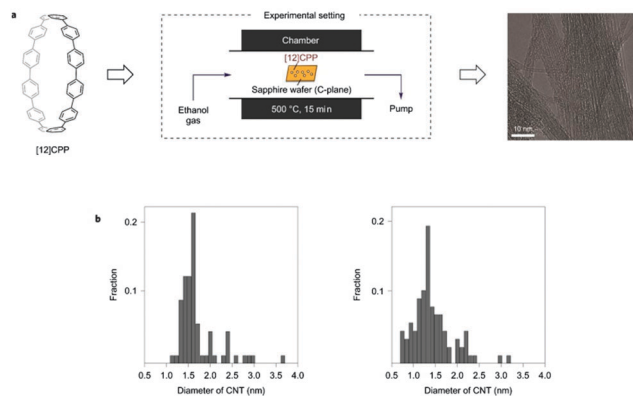 a
Experimental setting
Chamber
[12]CPP
Sapphire wafer (C-plane)
Ethanol
gas
Pump
500 °C, 15 min
[12]CPP
10 nm
b
0.2
0.1
Fraction
0.5 1.0 1.5 2.0 2.5 3.0 3.5 4.0
Diameter of CNT (nm)
0.2
0.1
Fraction
0.5 1.0 1.5 2.0 2.5 3.0 3.5 4.0
Diameter of CNT (nm)